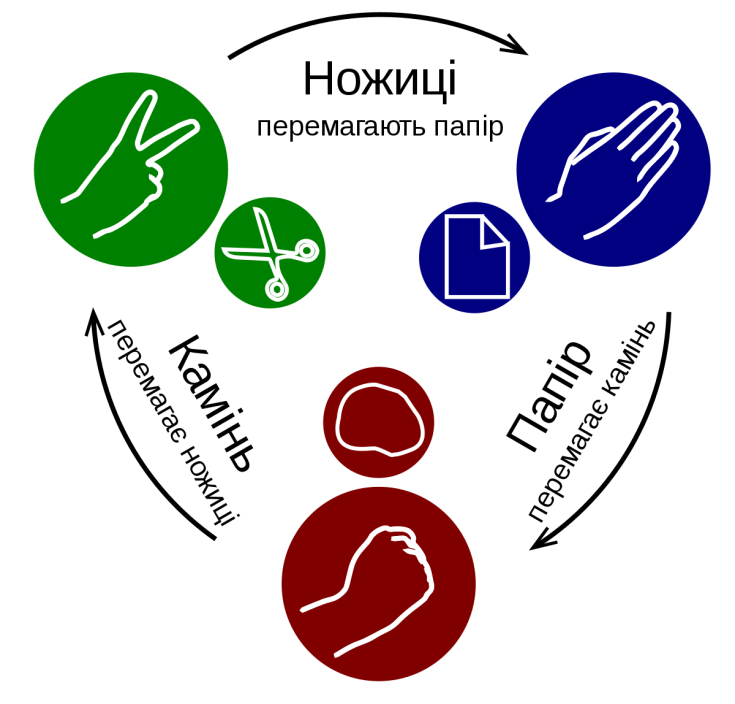 Ножиці
перемагають папір
Камінь
перемагає ножиці
Папір
перемагає камінь